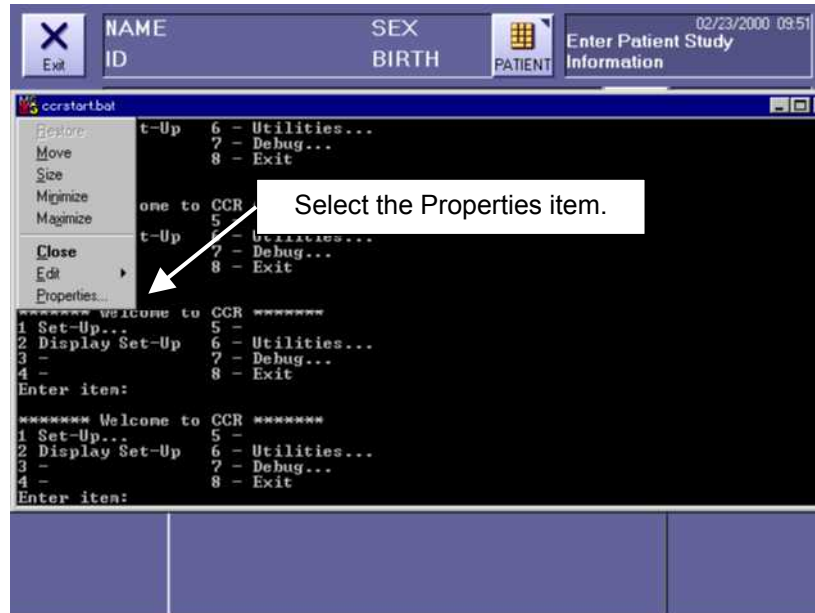 NAME SEX 02/23/2000 09:51
Exit ID BIRTH PATIENT Enter Patient Study
Information
ccrstart.bat
Restore
Move
Size
Minimize
Maximize
Close
Edit
Properties...
t-Up 6 - Utilities...
7 - Debug...
8 - Exit
ome to CCR
5 -
t-Up 6 - Utilities...
7 - Debug...
8 - Exit
Select the Properties item.
******* Welcome to CCR *******
1 Set-Up... 5 -
2 Display Set-Up 6 - Utilities...
3 - 7 - Debug...
4 - 8 - Exit
Enter item:
******* Welcome to CCR *******
1 Set-Up... 5 -
2 Display Set-Up 6 - Utilities...
3 - 7 - Debug...
4 - 8 - Exit
Enter item: